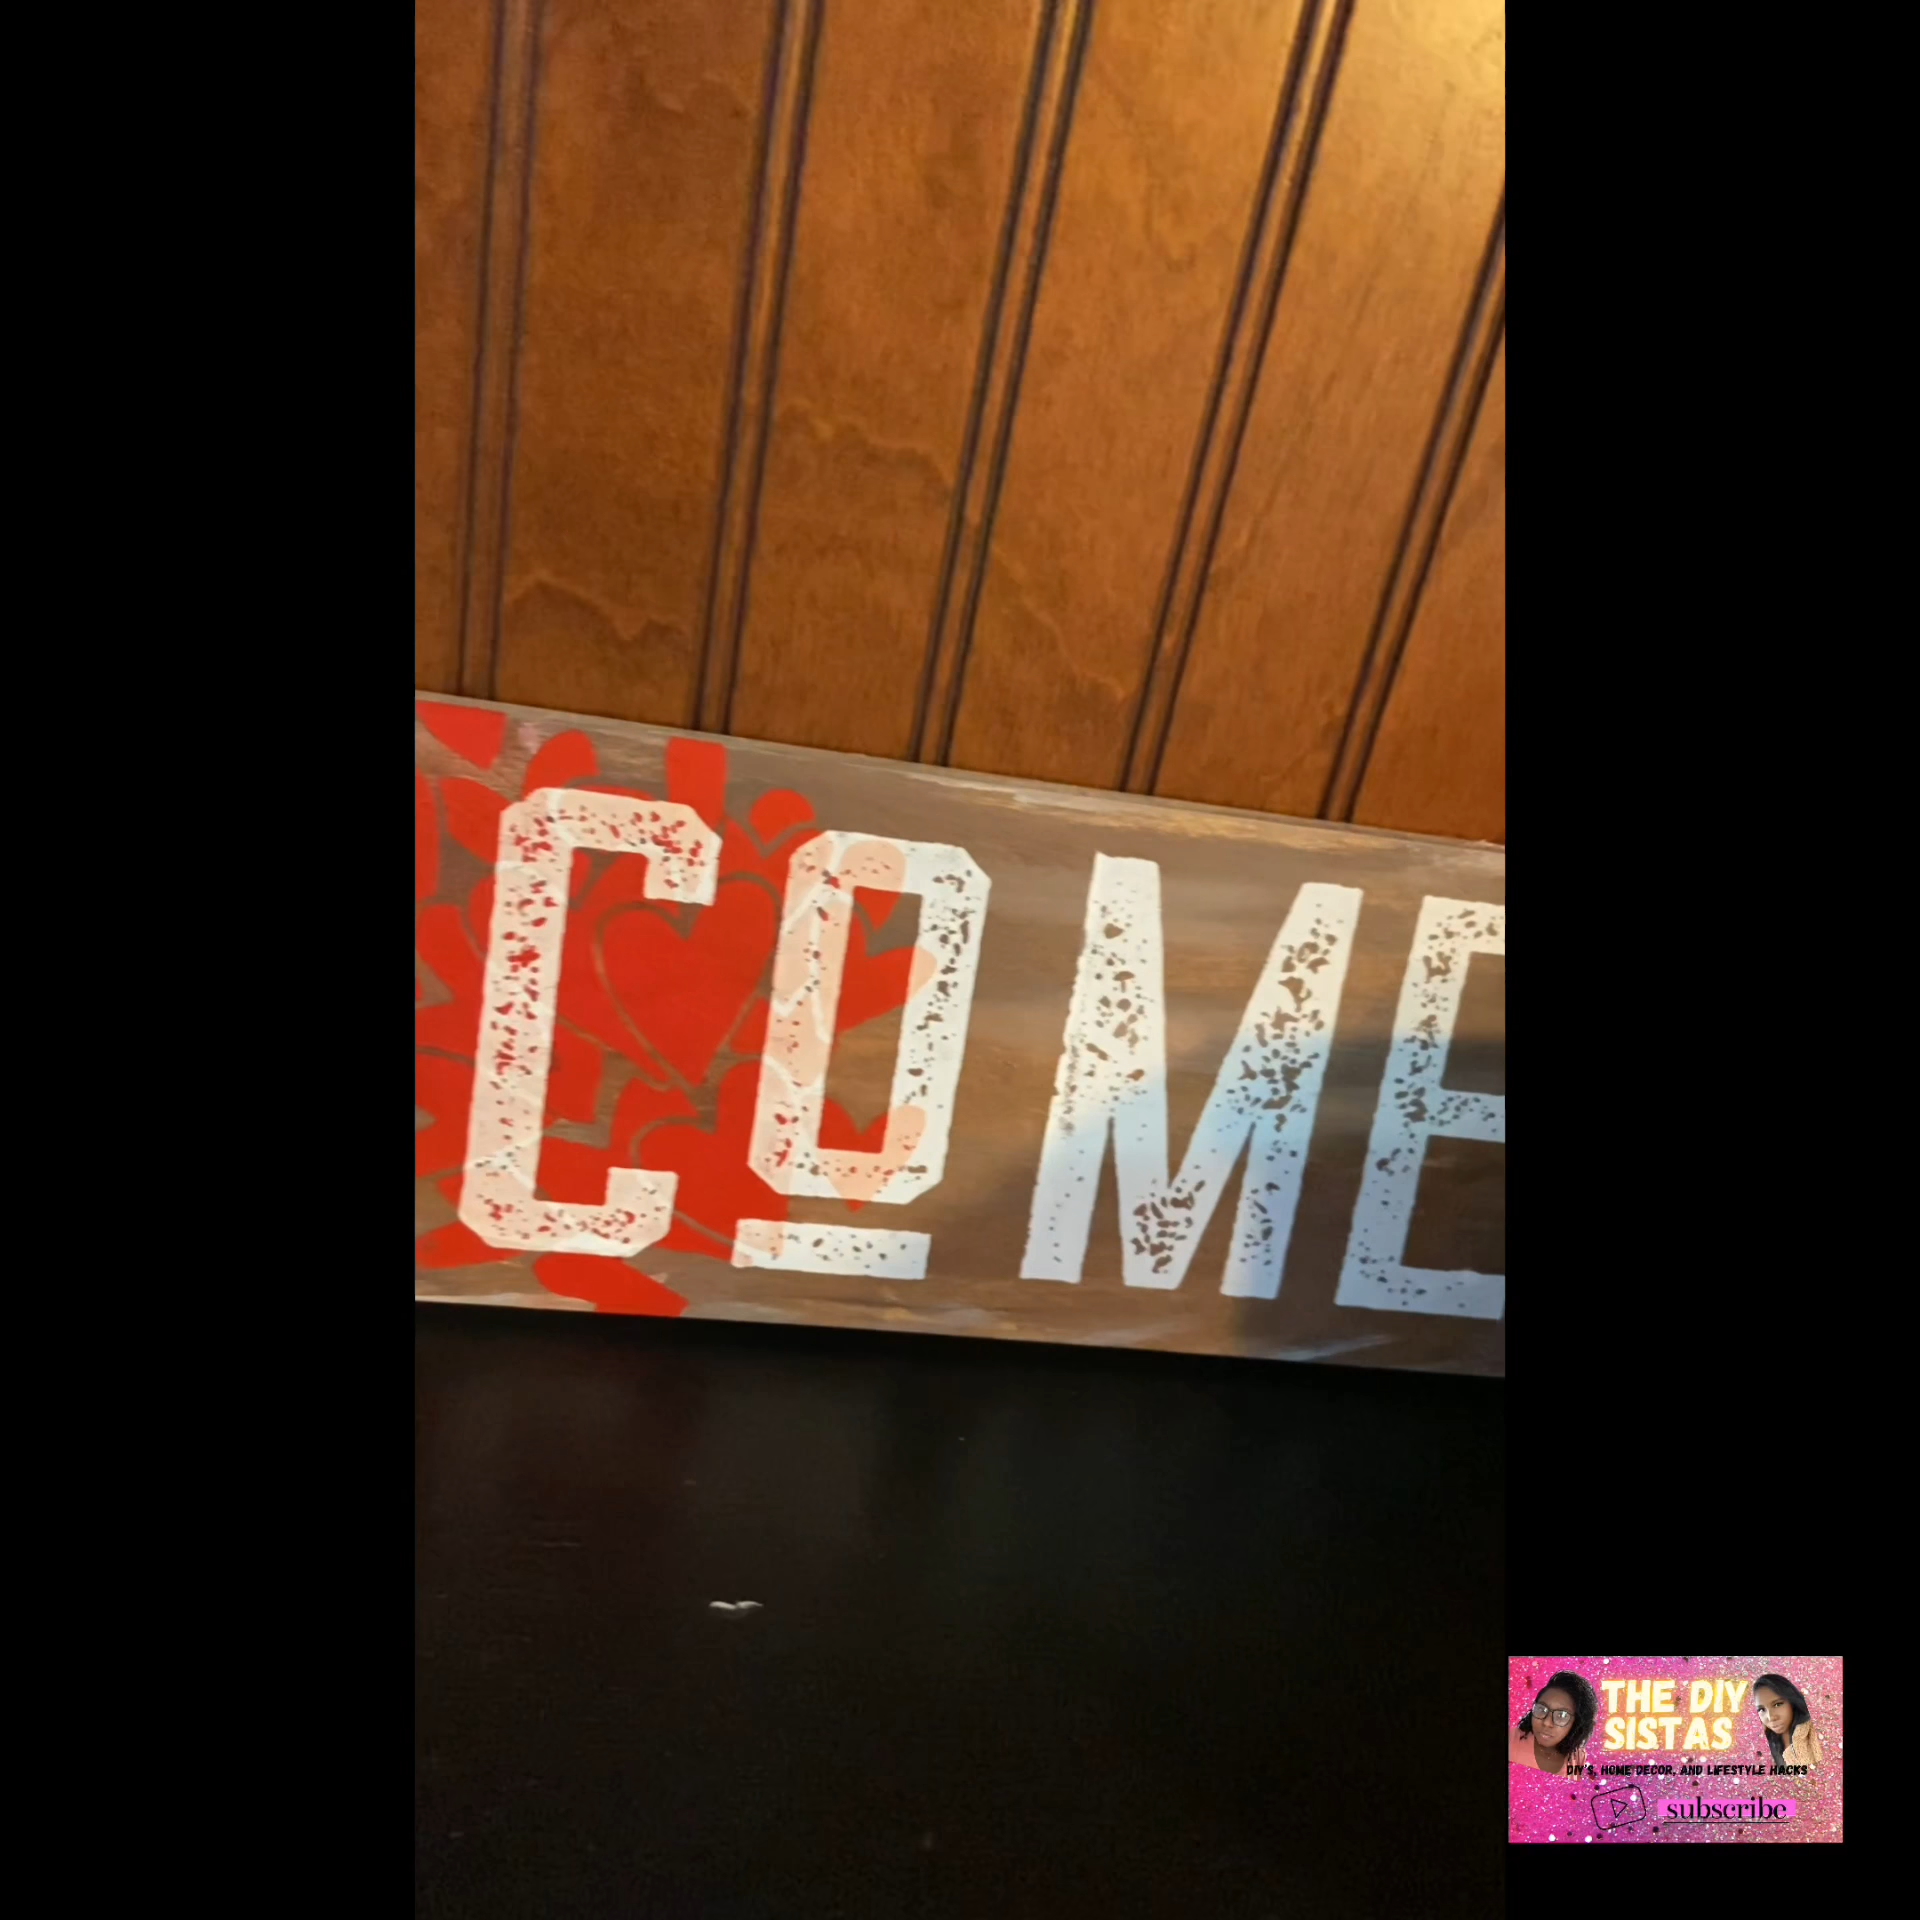 COME
THE DIY
SISTAS
DIY'S, HOME DECOR, AND LIFESTYLE HACKS
subscribe